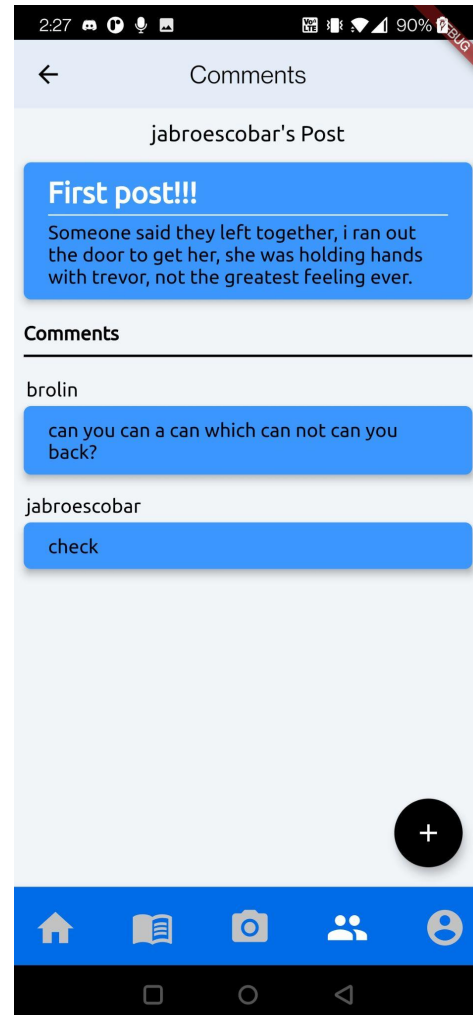 2:27 Vo) LTE 90%
DEBUG
Comments
jabroescobar's Post
First post!!!
Someone said they left together, i ran out
the door to get her, she was holding hands
with trevor, not the greatest feeling ever.
Comments
brolin
can you can a can which can not can you
back?
jabroescobar
check
+